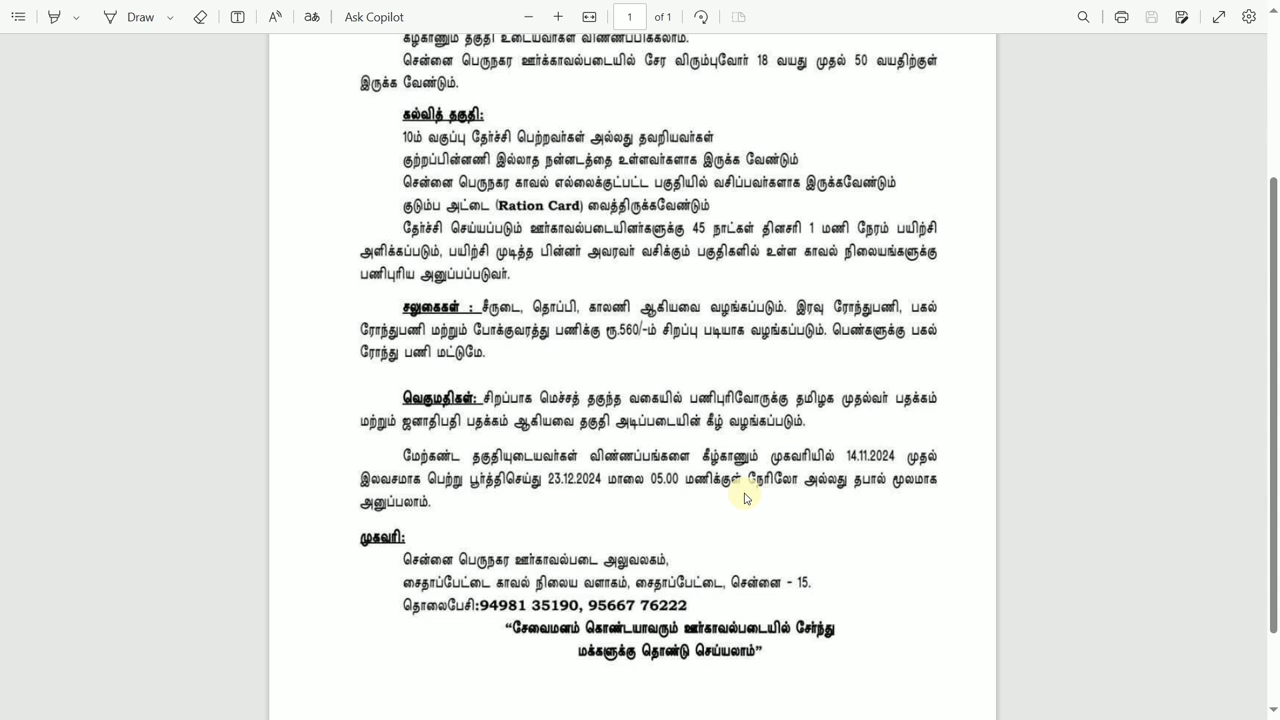 Draw
Ask Copilot
1 of 1
கீழ்காணும் தகுதி உடையவர்கள் விண்ணப்பிக்கலாம்.
சென்னை பெருநகர ஊர்க்காவல்படையில் சேர விரும்புவோர் 18 வயது முதல் 50 வயதிற்குள்
இருக்க வேண்டும்.
கல்வித் தகுதி:
10ம் வகுப்பு தேர்ச்சி பெற்றவர்கள் அல்லது தவறியவர்கள்
குற்றப்பின்னணி இல்லாத நன்னடத்தை உள்ளவர்களாக இருக்க வேண்டும்
சென்னை பெருநகர காவல் எல்லைக்குட்பட்ட பகுதியில் வசிப்பவர்களாக இருக்கவேண்டும்
குடும்ப அட்டை (Ration Card) வைத்திருக்கவேண்டும்
தேர்ச்சி செய்யப்படும் ஊர்காவல்படையினர்களுக்கு 45 நாட்கள் தினசரி 1 மணி நேரம் பயிற்சி
அளிக்கப்படும், பயிற்சி முடித்த பின்னர் அவரவர் வசிக்கும் பகுதிகளில் உள்ள காவல் நிலையங்களுக்கு
பணிபுரிய அனுப்பப்படுவர்.
சலுகைகள் : சீருடை, தொப்பி, காலணி ஆகியவை வழங்கப்படும். இரவு ரோந்துபணி, பகல்
ரோந்துபணி மற்றும் போக்குவரத்து பணிக்கு ரூ.560/-ம் சிறப்பு படியாக வழங்கப்படும். பெண்களுக்கு பகல்
ரோந்து பணி மட்டுமே.
வெகுமதிகள்: சிறப்பாக மெச்சத் தகுந்த வகையில் பணிபுரிவோருக்கு தமிழக முதல்வர் பதக்கம்
மற்றும் ஜனாதிபதி பதக்கம் ஆகியவை தகுதி அடிப்படையின் கீழ் வழங்கப்படும்.
மேற்கண்ட தகுதியுடையவர்கள் விண்ணப்பங்களை கீழ்காணும் முகவரியில் 14.11.2024 முதல்
இலவசமாக பெற்று பூர்த்திசெய்து 23.12.2024 மாலை 05.00 மணிக்குள் நேரிலோ அல்லது தபால் மூலமாக
அனுப்பலாம்.
முகவரி:
சென்னை பெருநகர ஊர்காவல்படை அலுவலகம்,
சைதாப்பேட்டை காவல் நிலைய வளாகம், சைதாப்பேட்டை, சென்னை - 15.
தொலைபேசி:94981 35190, 95667 76222
“சேவைமனம் கொண்டயாவரும் ஊர்காவல்படையில் சேர்ந்து
மக்களுக்கு தொண்டு செய்யலாம்”